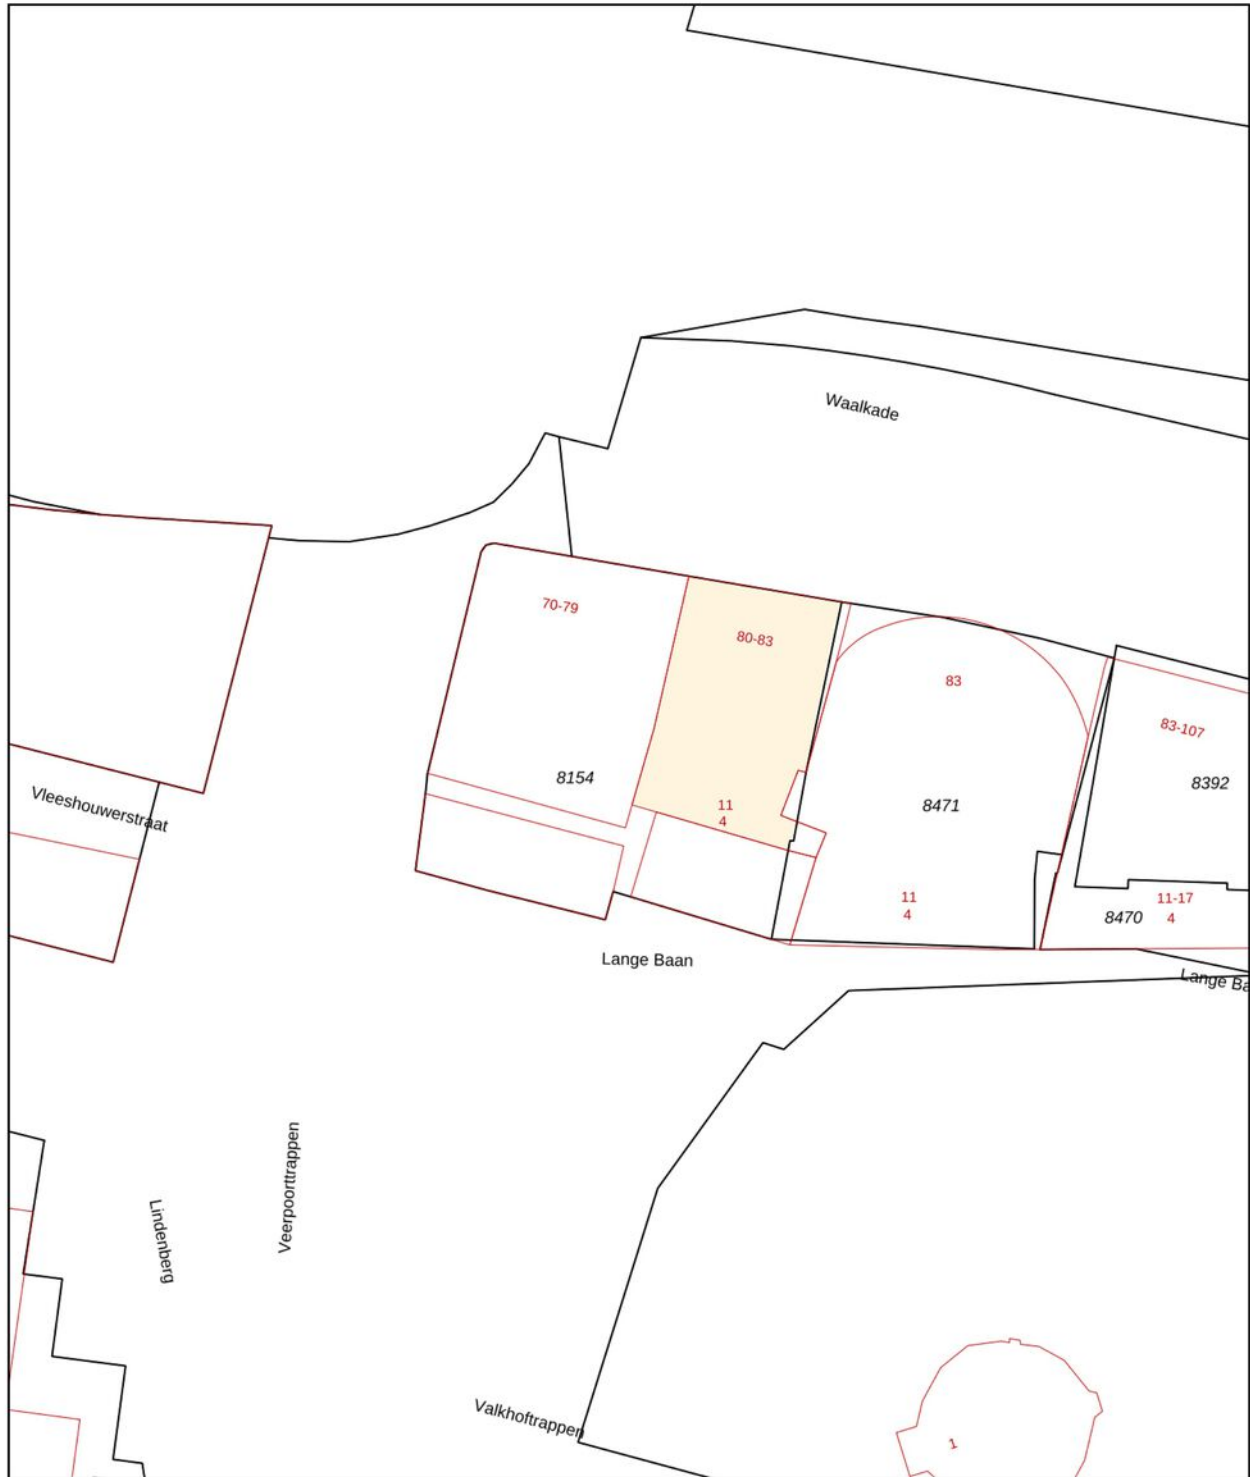 Waalkade
70-79
80-83
83
83-107
8154
8392
Vleeshouwerstraat
8471
11
4
11
4
11-17
4
8470
Lange Baan
Lange Ba
Veerpoorttrappen
Lindenberg
Valkhoftrappen
1